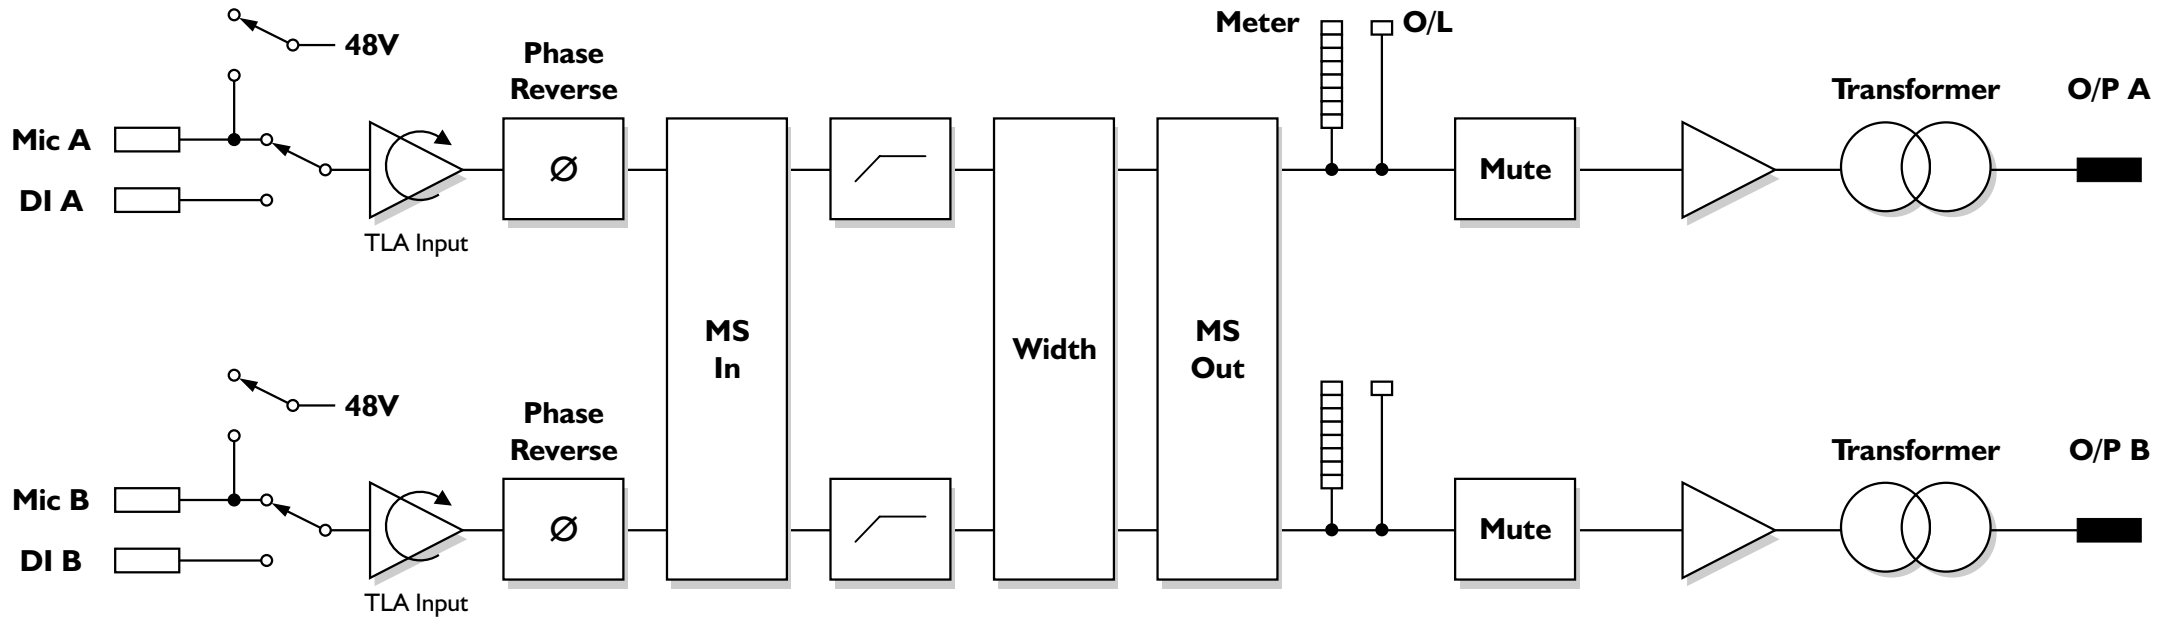 Meter
O/L
48V
Phase
Reverse
Transformer
O/P A
Mic A
Ø
Mute
DI A
TLA Input
MS
In
Width
MS
Out
48V
Phase
Reverse
Transformer
O/P B
Mic B
Ø
Mute
DI B
TLA Input